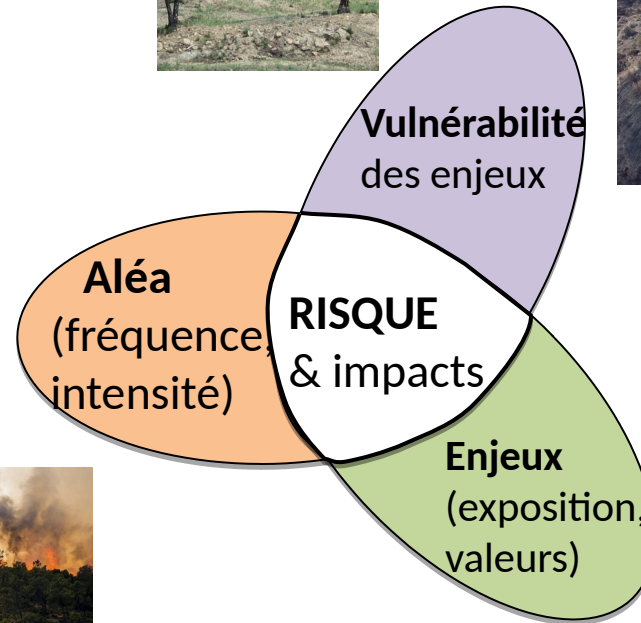 Vulnérabilité
des enjeux
Aléa
(fréquence,
intensité)
RISQUE
& impacts
Enjeux
(exposition,
valeurs)